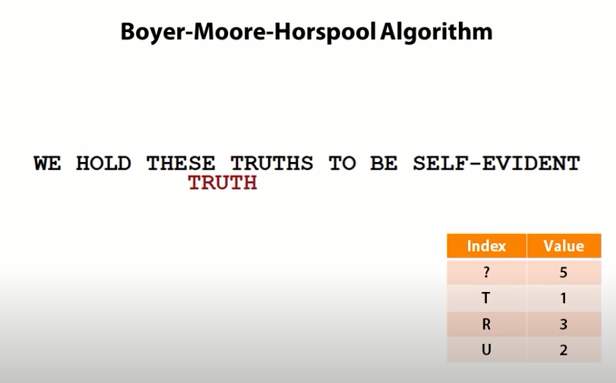 Boyer-Moore-Horspool Algorithm
WE HOLD THESE TRUTHS TO BE SELF-EVIDENT
TRUTH
Index Value
? 5
T 1
R 3
U 2